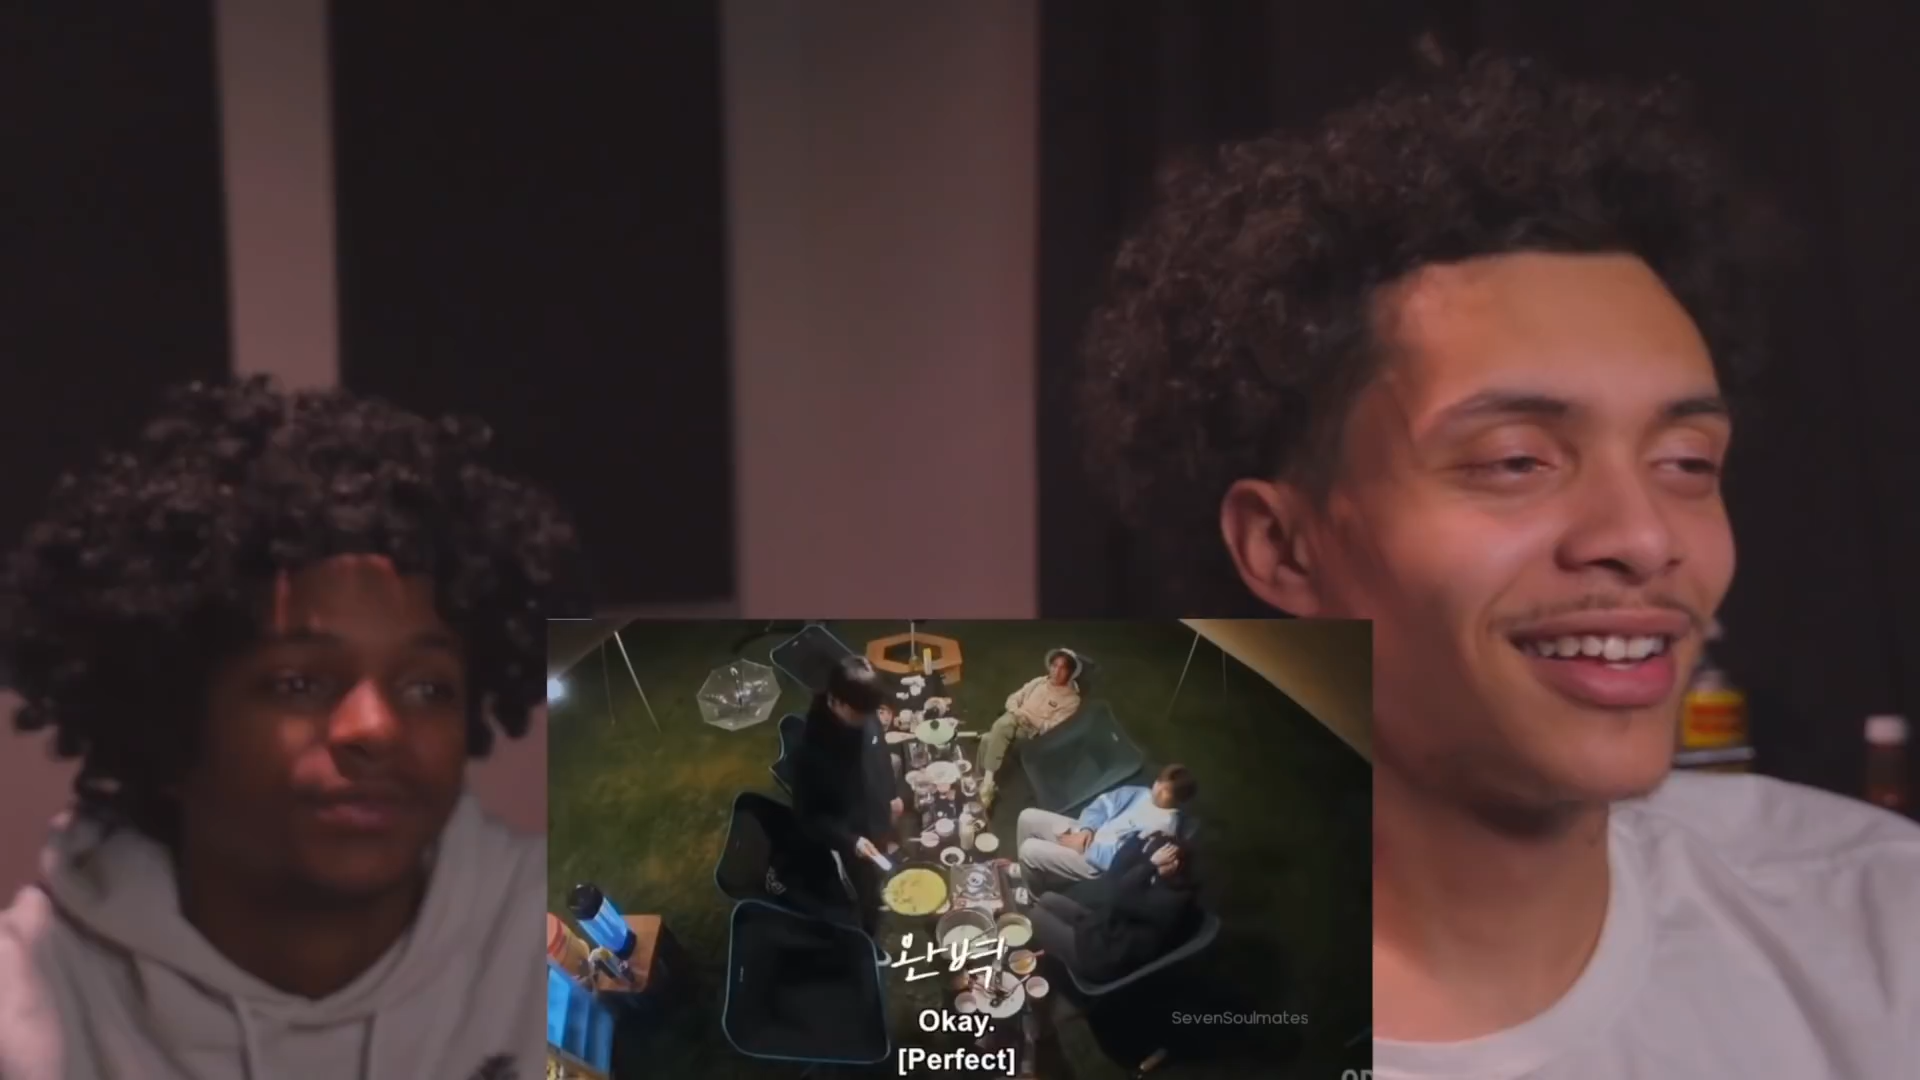 완벽
SevenSoulmates
Okay.
[Perfect]